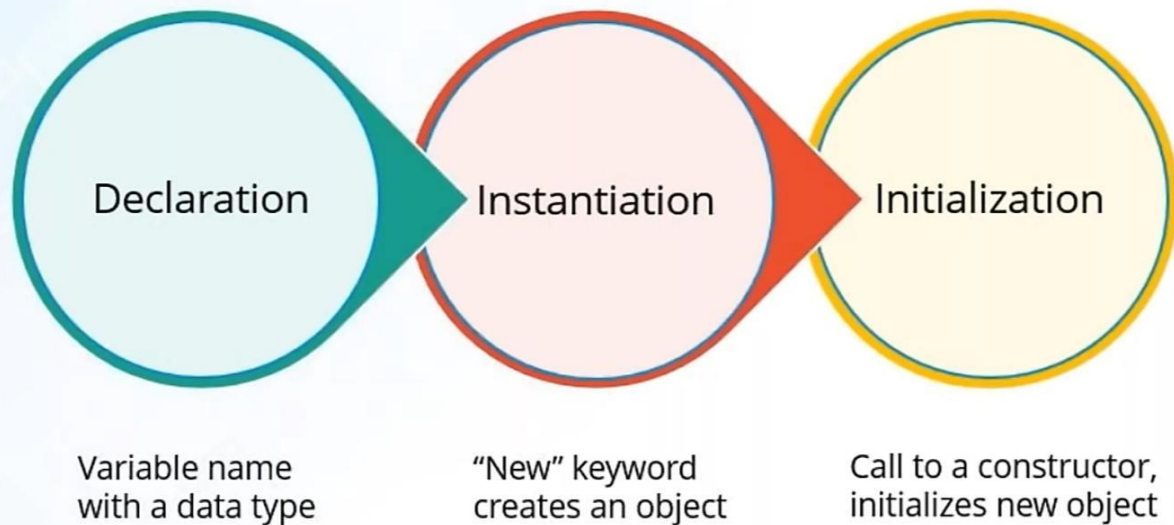 Declaration
Instantiation
Initialization
Variable name
with a data type
“New” keyword
creates an object
Call to a constructor,
initializes new object